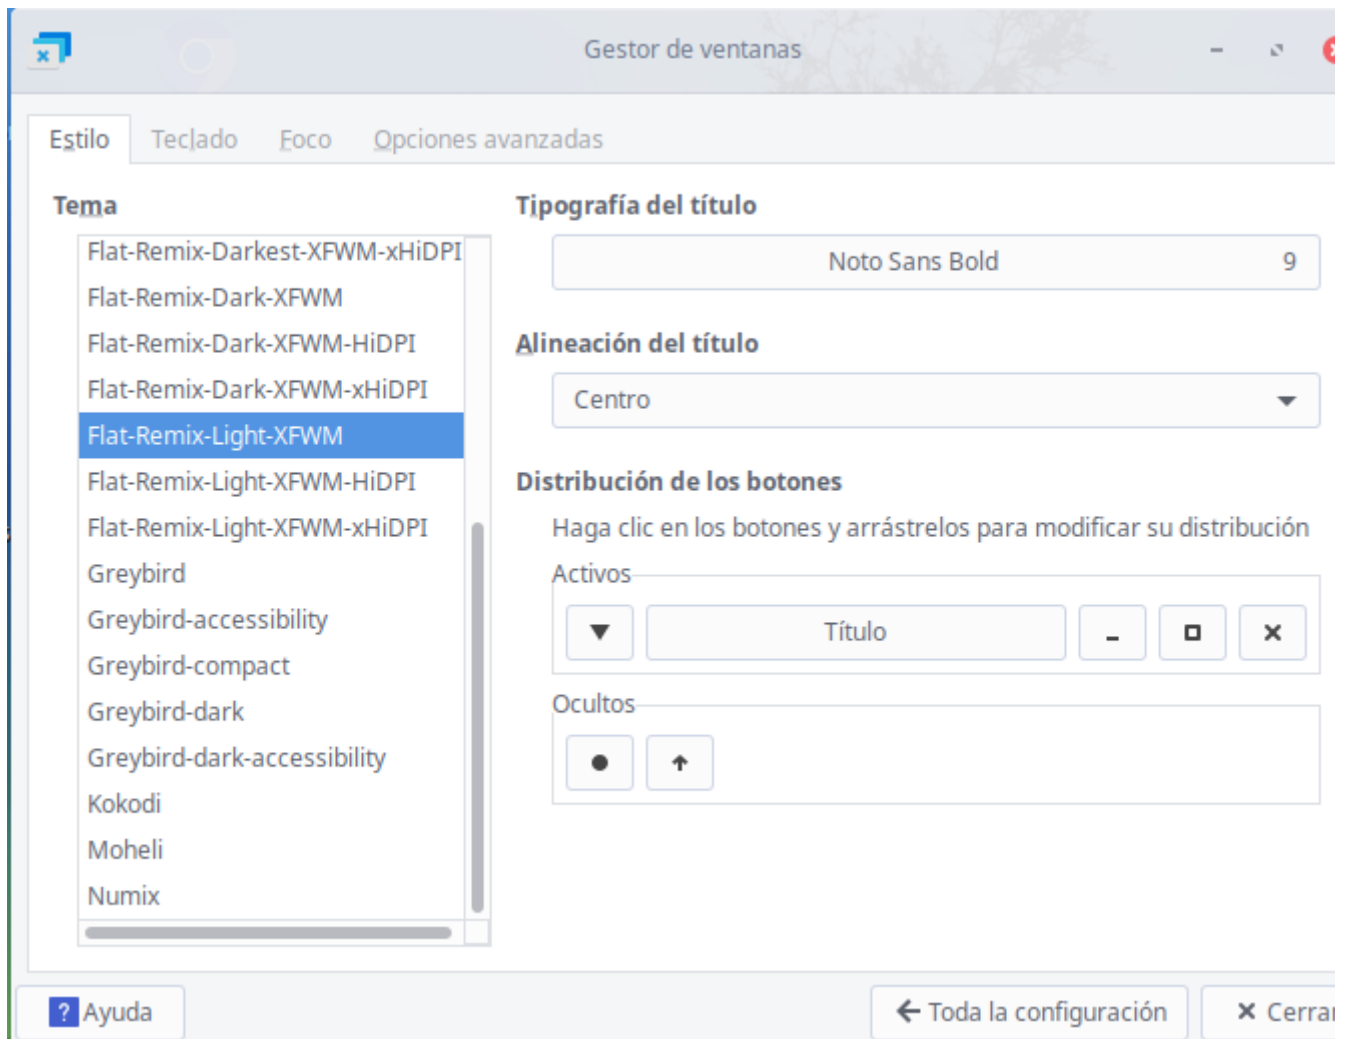 Gestor de ventanas
Estilo Teclado Foco Opciones avanzadas
Tema
Flat-Remix-Darkest-XFWM-xHiDPI
Flat-Remix-Dark-XFWM
Flat-Remix-Dark-XFWM-HiDPI
Flat-Remix-Dark-XFWM-xHiDPI
Flat-Remix-Light-XFWM
Flat-Remix-Light-XFWM-HiDPI
Flat-Remix-Light-XFWM-xHiDPI
Greybird
Greybird-accessibility
Greybird-compact
Greybird-dark
Greybird-dark-accessibility
Kokodi
Moheli
Numix
Tipografía del título
Noto Sans Bold 9
Alineación del título
Centro
Distribución de los botones
Haga clic en los botones y arrástrelos para modificar su distribución
Activos
Título
Ocultos
? Ayuda
Toda la configuración
Cerrar